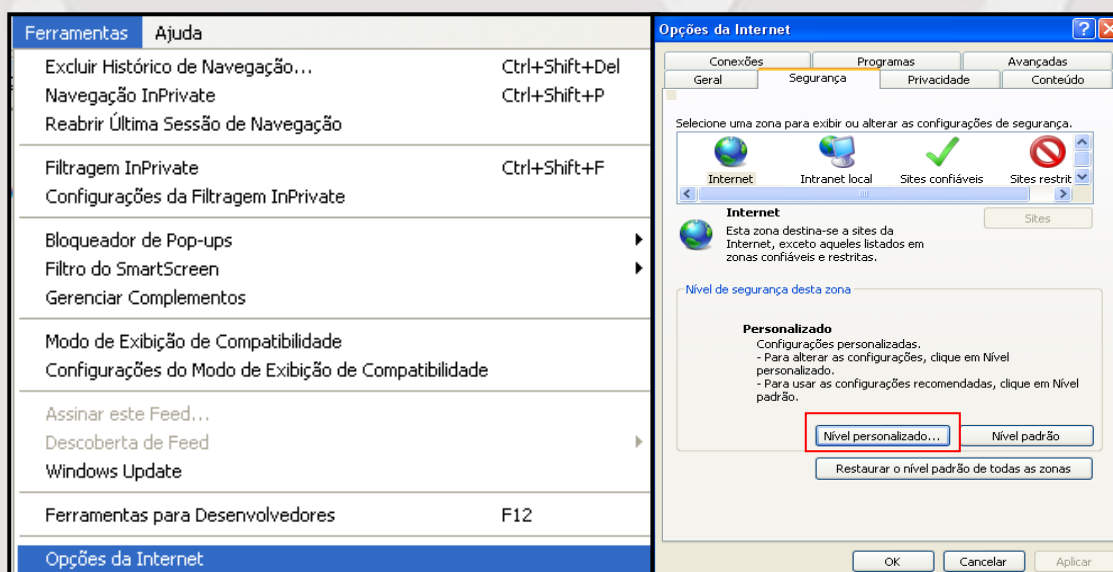 Ferramentas Ajuda
Excluir Histórico de Navegação... Ctrl+Shift+Del
Navegação InPrivate Ctrl+Shift+P
Reabrir Última Sessão de Navegação
Filtragem InPrivate Ctrl+Shift+F
Configurações da Filtragem InPrivate
Bloqueador de Pop-ups
Filtro do SmartScreen
Gerenciar Complementos
Modo de Exibição de Compatibilidade
Configurações do Modo de Exibição de Compatibilidade
Assinar este Feed...
Descoberta de Feed
Windows Update
Ferramentas para Desenvolvedores F12
Opções da Internet
Opções da Internet
Conexões Programas Avançadas
Geral Segurança Privacidade Conteúdo
Selecione uma zona para exibir ou alterar as configurações de segurança.
Internet Intranet local Sites confiáveis Sites restrit
Internet
Sites
Esta zona destina-se a sites da
Internet, exceto aqueles listados em
zonas confiáveis e restritas.
Nível de segurança desta zona
Personalizado
Configurações personalizadas.
- Para alterar as configurações, clique em Nível
personalizado.
- Para usar as configurações recomendadas, clique em Nível
padrão.
Nível personalizado... Nível padrão
Restaurar o nível padrão de todas as zonas
OK Cancelar Aplicar